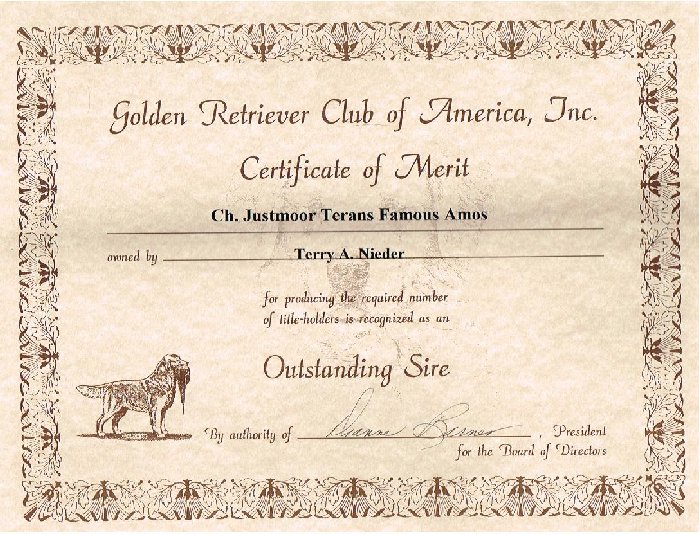 Golden Retriever Club of America, Inc.
Certificate of Merit
Ch. Justmoor Terans Famous Amos
owned by Terry A. Nieder
for producing the required number
of title-holders is recognized as an
Outstanding Sire
By authority of , President
for the Board of Directors